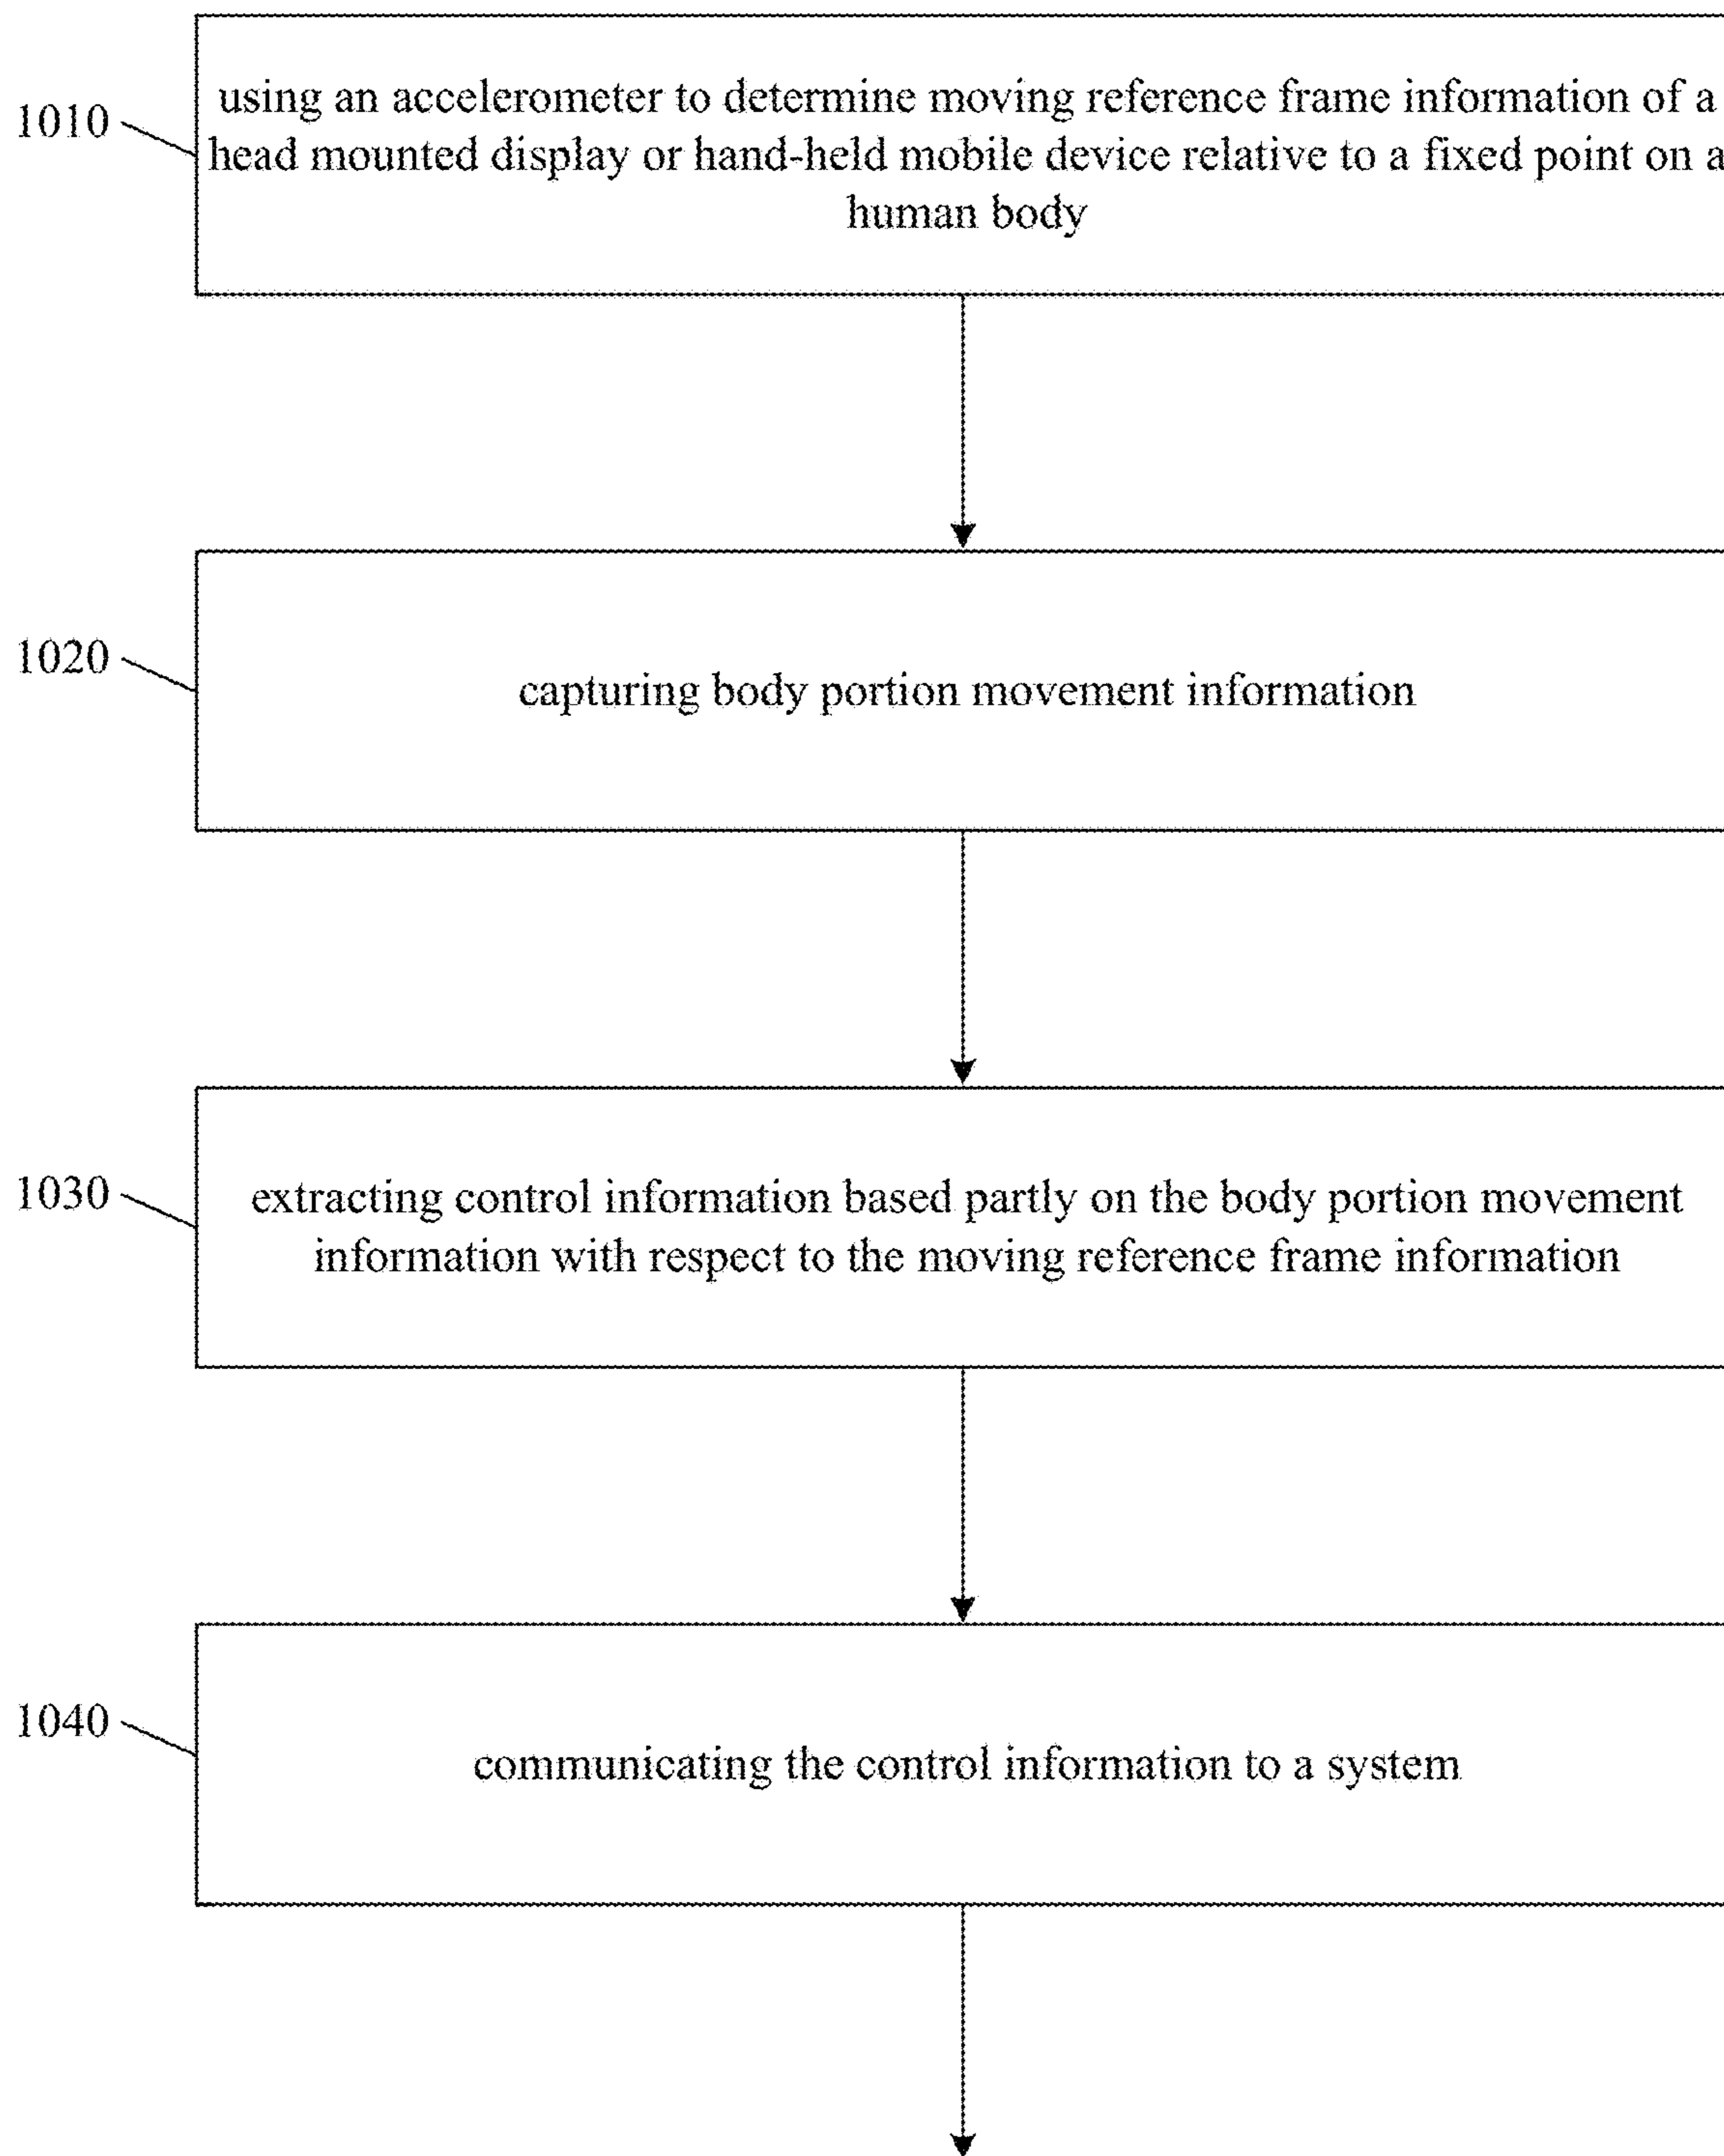 1010
using an accelerometer to determine moving reference frame information of a
head mounted display or hand-held mobile device relative to a fixed point on a
human body
1020
capturing body portion movement information
1030
extracting control information based partly on the body portion movement
information with respect to the moving reference frame information
1040
communicating the control information to a system